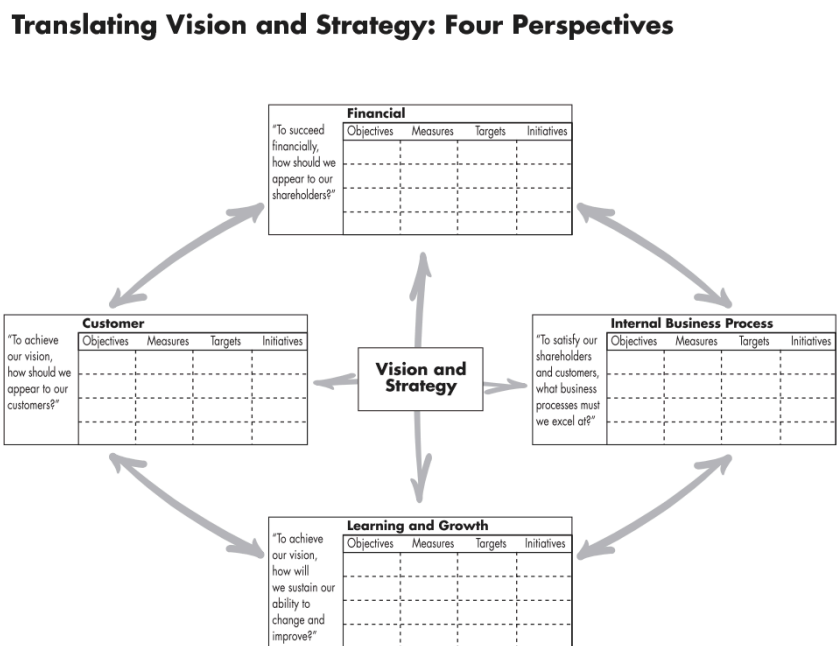 Translating Vision and Strategy: Four Perspectives
Financial
"To succeed
financially,
how should we
appear to our
shareholders?"
Objectives Measures Targets Initiatives
Customer
"To achieve
our vision,
how should we
appear to our
customers?"
Objectives Measures Targets Initiatives
Vision and
Strategy
Internal Business Process
"To satisfy our
shareholders
and customers,
what business
processes must
we excel at?"
Objectives Measures Targets Initiatives
Learning and Growth
"To achieve
our vision,
how will
we sustain our
ability to
change and
improve?"
Objectives Measures Targets Initiatives